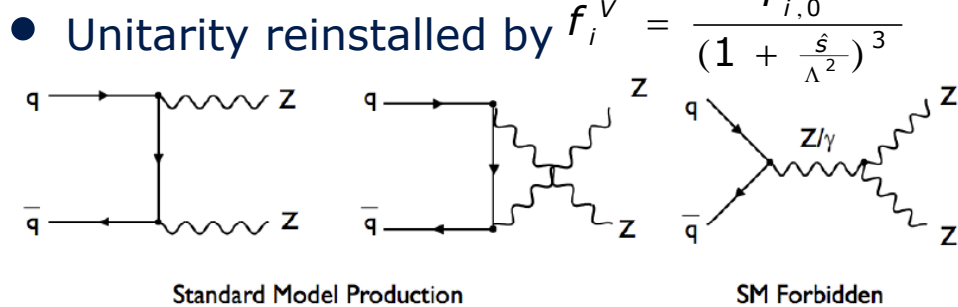 • Unitarity reinstalled by f_i^V = f_{i,0} / (1 + ŝ/Λ²)³
q Z q Z q Z
Z/γ
q̅ Z q̅ Z q̅ Z
Standard Model Production SM Forbidden